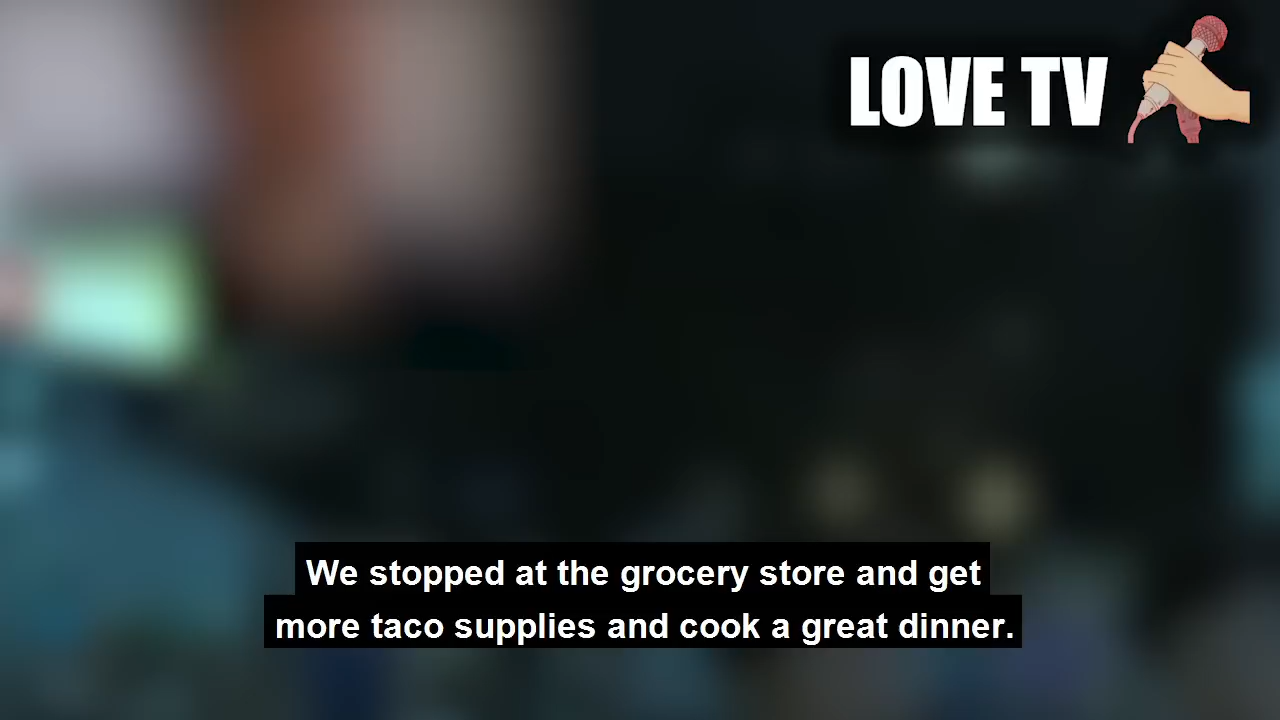 LOVE TV
We stopped at the grocery store and get
more taco supplies and cook a great dinner.